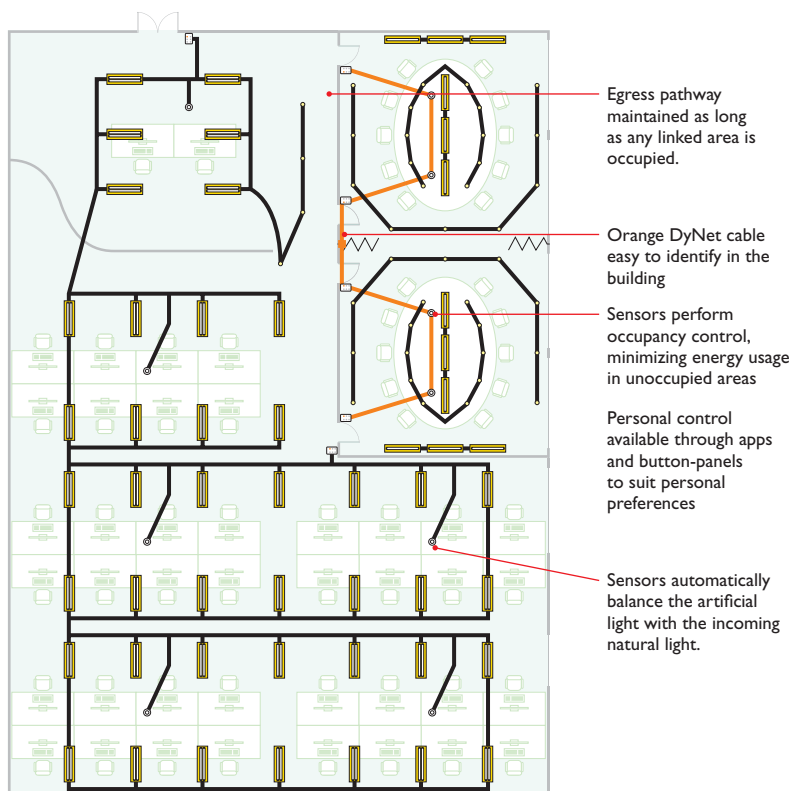 Egress pathway
maintained as long
as any linked area is
occupied.
Orange DyNet cable
easy to identify in the
building
Sensors perform
occupancy control,
minimizing energy usage
in unoccupied areas
Personal control
available through apps
and button-panels
to suit personal
preferences
Sensors automatically
balance the artificial
light with the incoming
natural light.